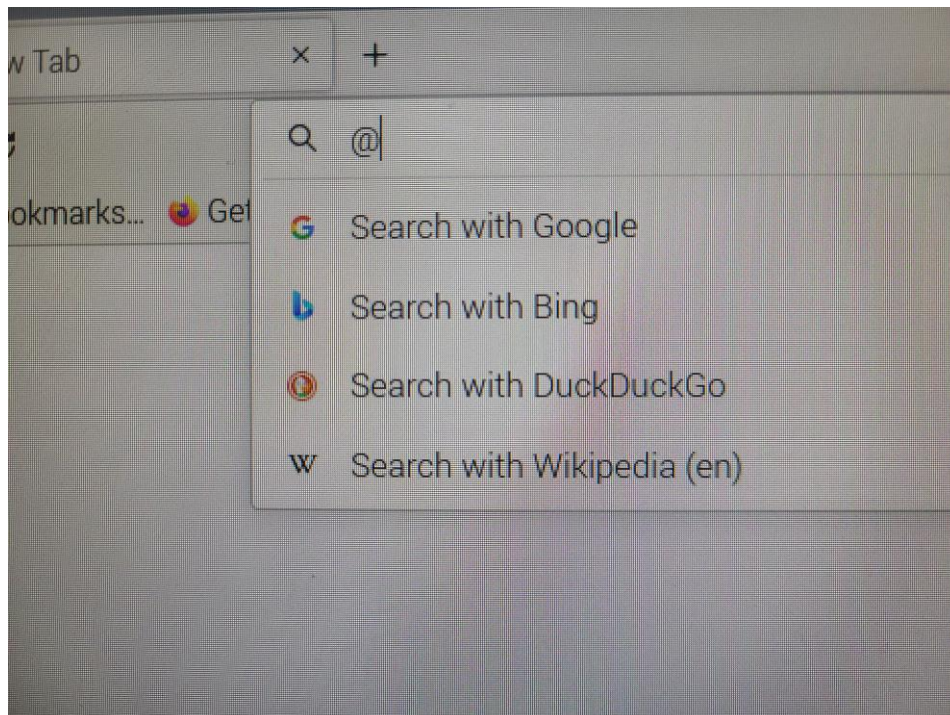 w Tab
@
okmarks... Get
Search with Google
Search with Bing
Search with DuckDuckGo
W Search with Wikipedia (en)